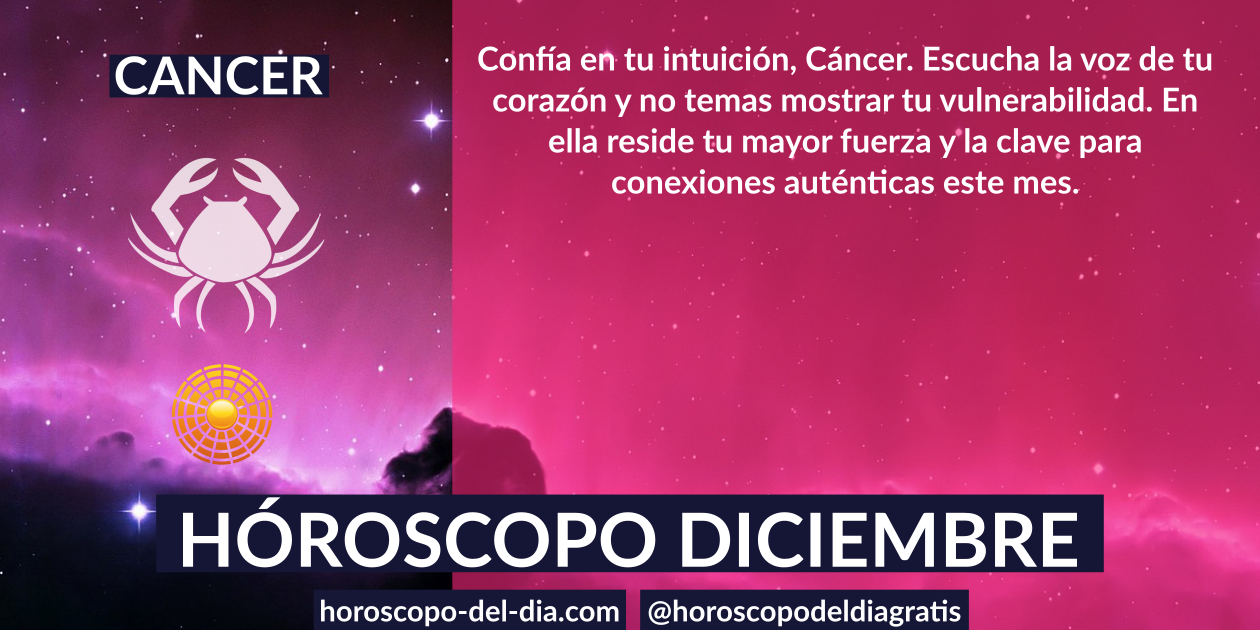 CANCER
Confía en tu intuición, Cáncer. Escucha la voz de tu
corazón y no temas mostrar tu vulnerabilidad. En
ella reside tu mayor fuerza y la clave para
conexiones auténticas este mes.
HÓROSCOPO DICIEMBRE
horoscopo-del-dia.com
@horoscopodeldiagratis